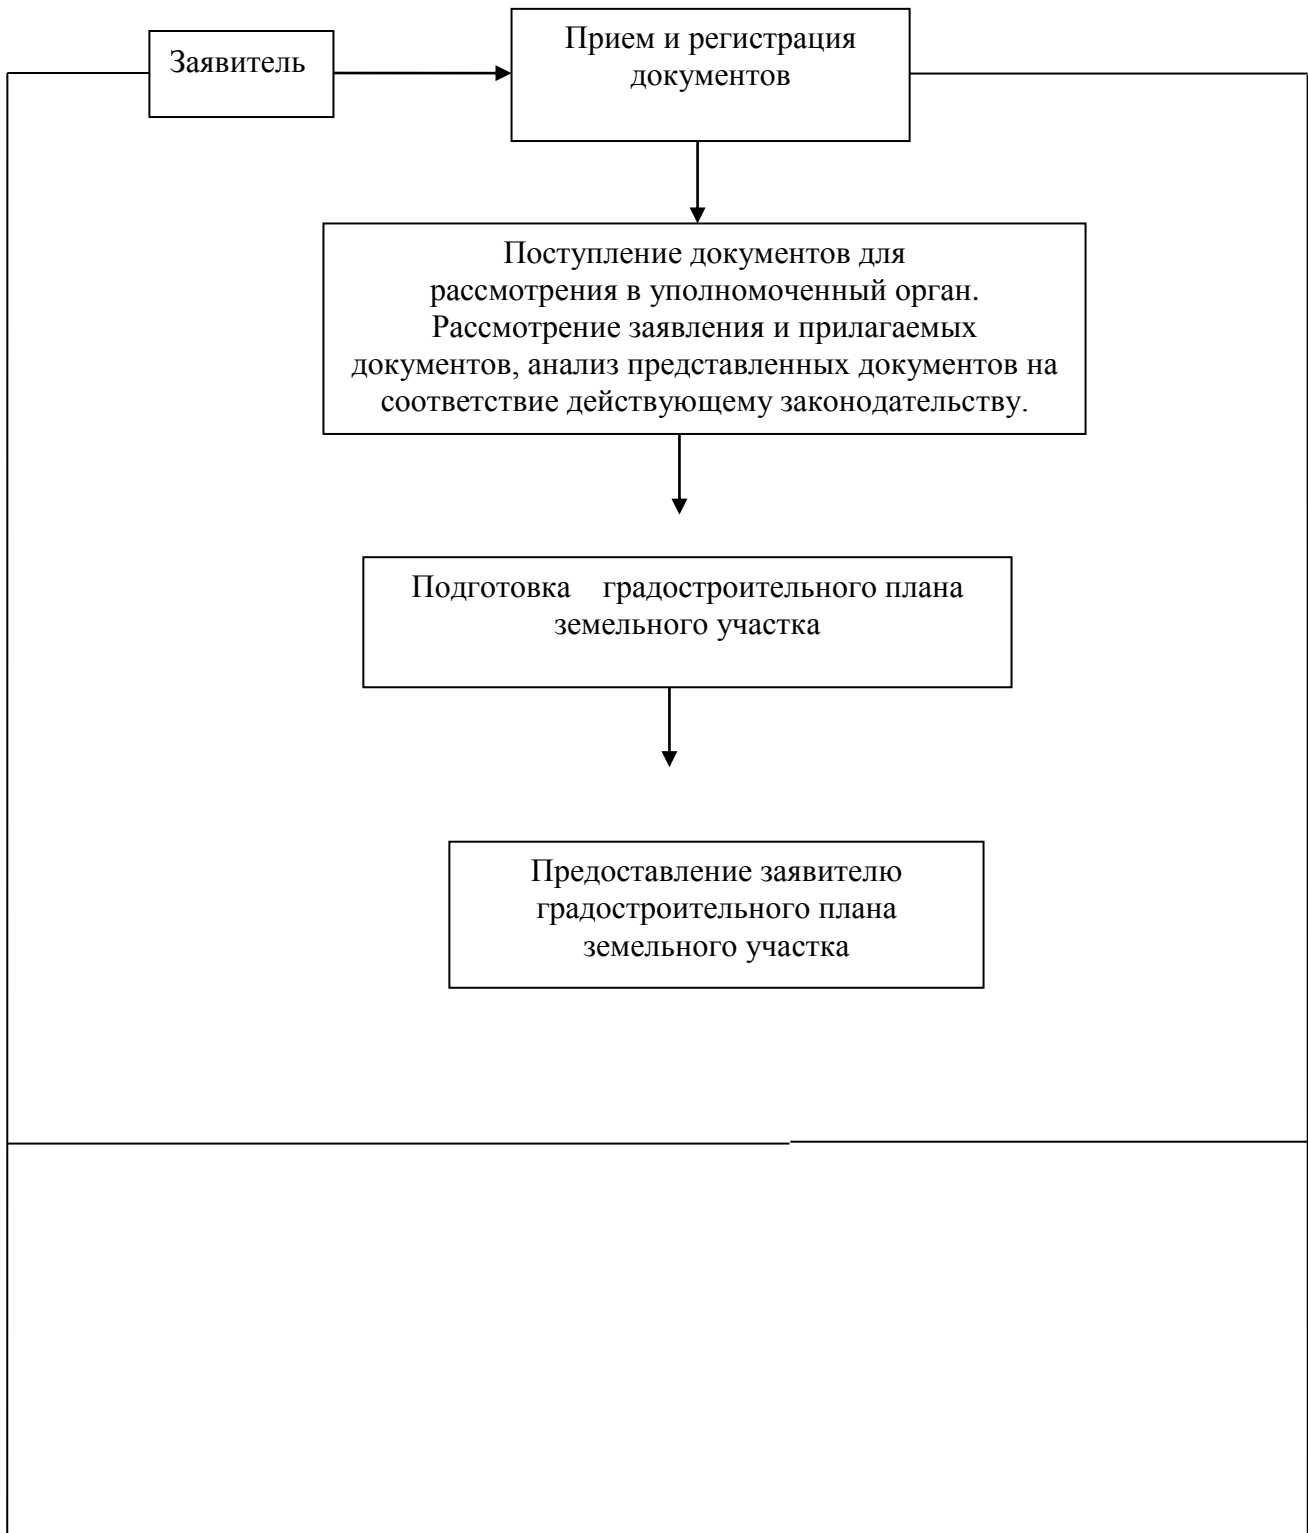 Заявитель
Прием и регистрация
документов
Поступление документов для
рассмотрения в уполномоченный орган.
Рассмотрение заявления и прилагаемых
документов, анализ представленных документов на
соответствие действующему законодательству.
Подготовка градостроительного плана
земельного участка
Предоставление заявителю
градостроительного плана
земельного участка